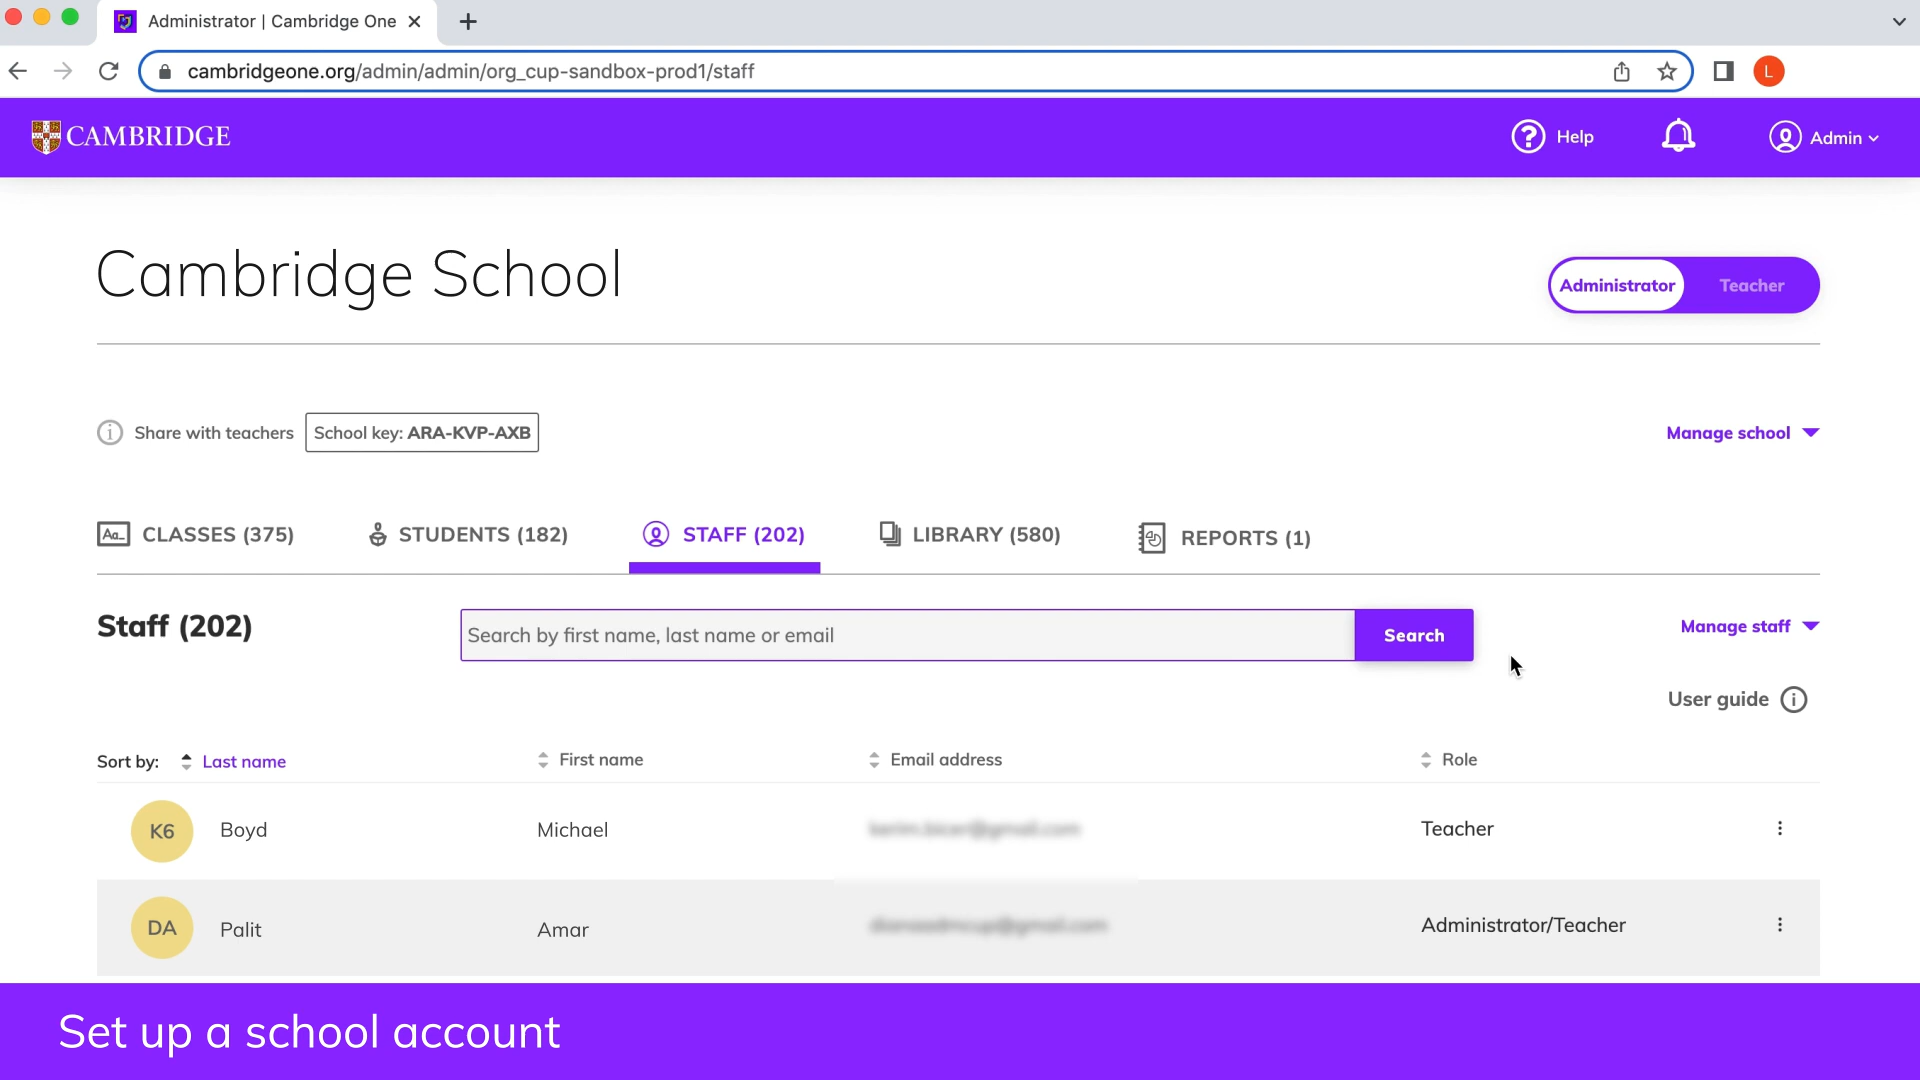 Administrator | Cambridge One
cambridgeone.org/admin/admin/org_cup-sandbox-prod1/staff
L
CAMBRIDGE
Help
Admin
Cambridge School
Administrator
Teacher
Share with teachers
School key: ARA-KVP-AXB
Manage school
CLASSES (375)
STUDENTS (182)
STAFF (202)
LIBRARY (580)
REPORTS (1)
Staff (202)
Search by first name, last name or email
Search
Manage staff
User guide
Sort by:
Last name
First name
Email address
Role
K6
Boyd
Michael
Teacher
DA
Palit
Amar
Administrator/Teacher
Set up a school account